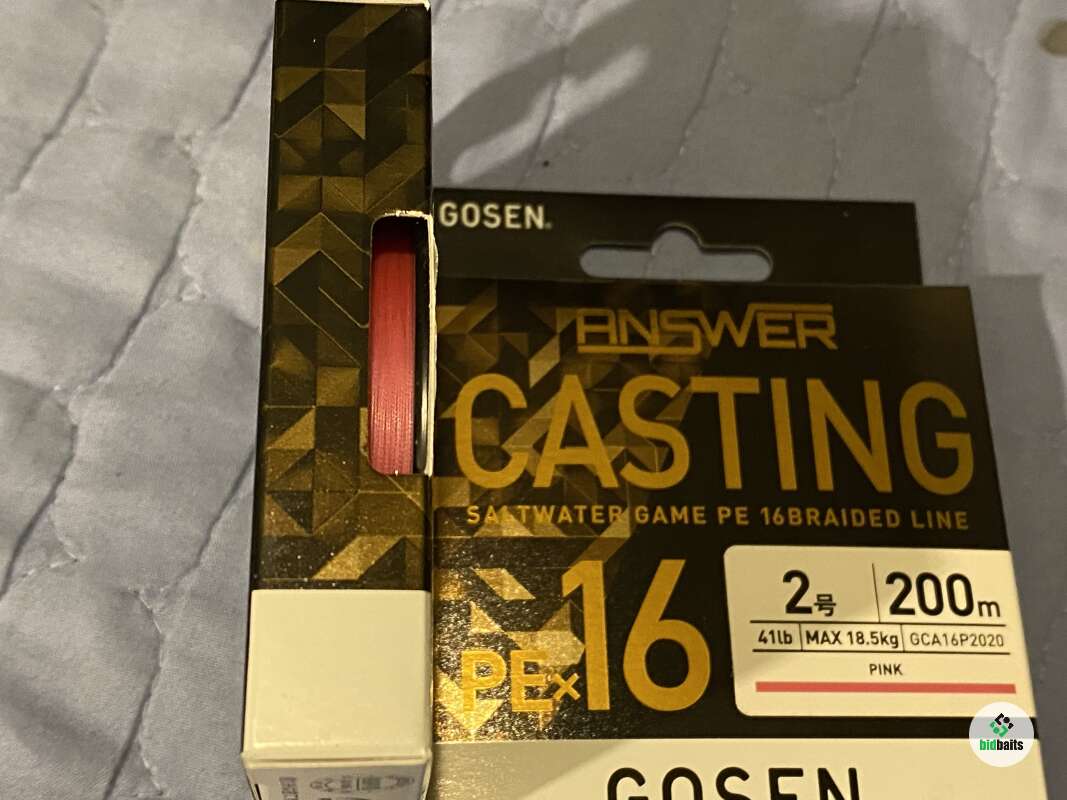 GOSEN®
ANSWER
CASTING
SALTWATER GAME PE 16BRAIDED LINE
PE×16
2号 200m
41lb MAX 18.5kg GCA16P2020
PINK
GOSEN
bidbaits